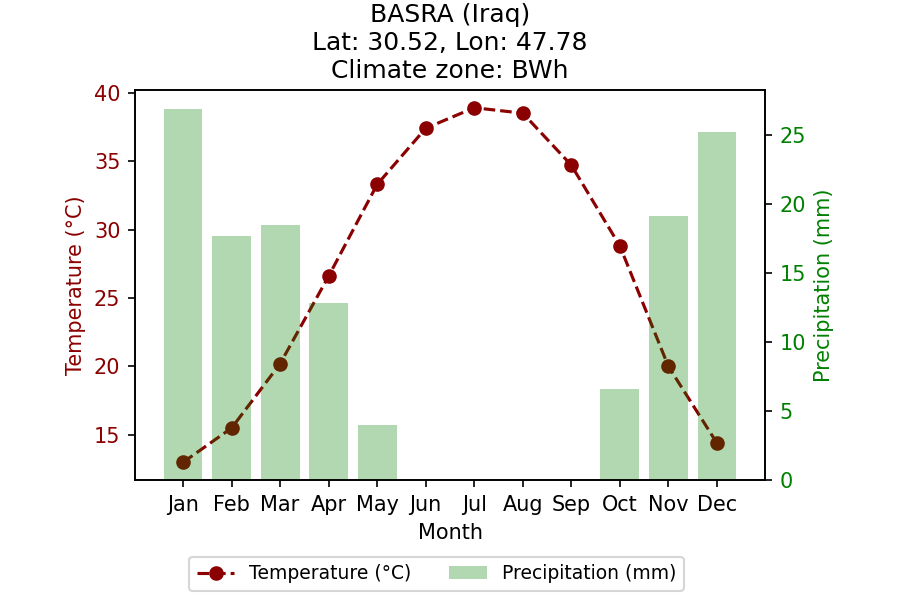 BASRA (Iraq)
Lat: 30.52, Lon: 47.78
Climate zone: BWh
40
35
30
25
20
15
Temperature (°C)
25
20
15
10
5
0
Precipitation (mm)
Jan Feb Mar Apr May Jun Jul Aug Sep Oct Nov Dec
Month
Temperature (°C) Precipitation (mm)